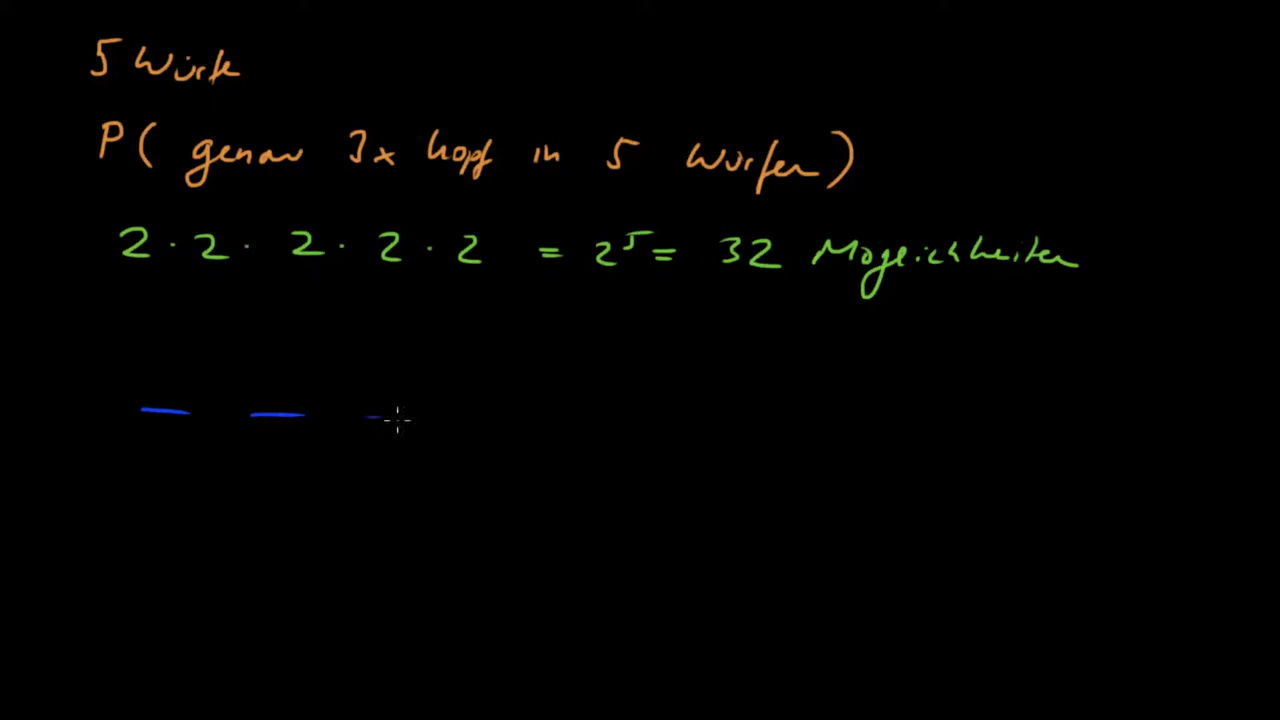 5 Würfe
P( genau 3x Kopf in 5 Würfen)
2 · 2 · 2 · 2 · 2 = 2⁵ = 32 Möglichkeiten